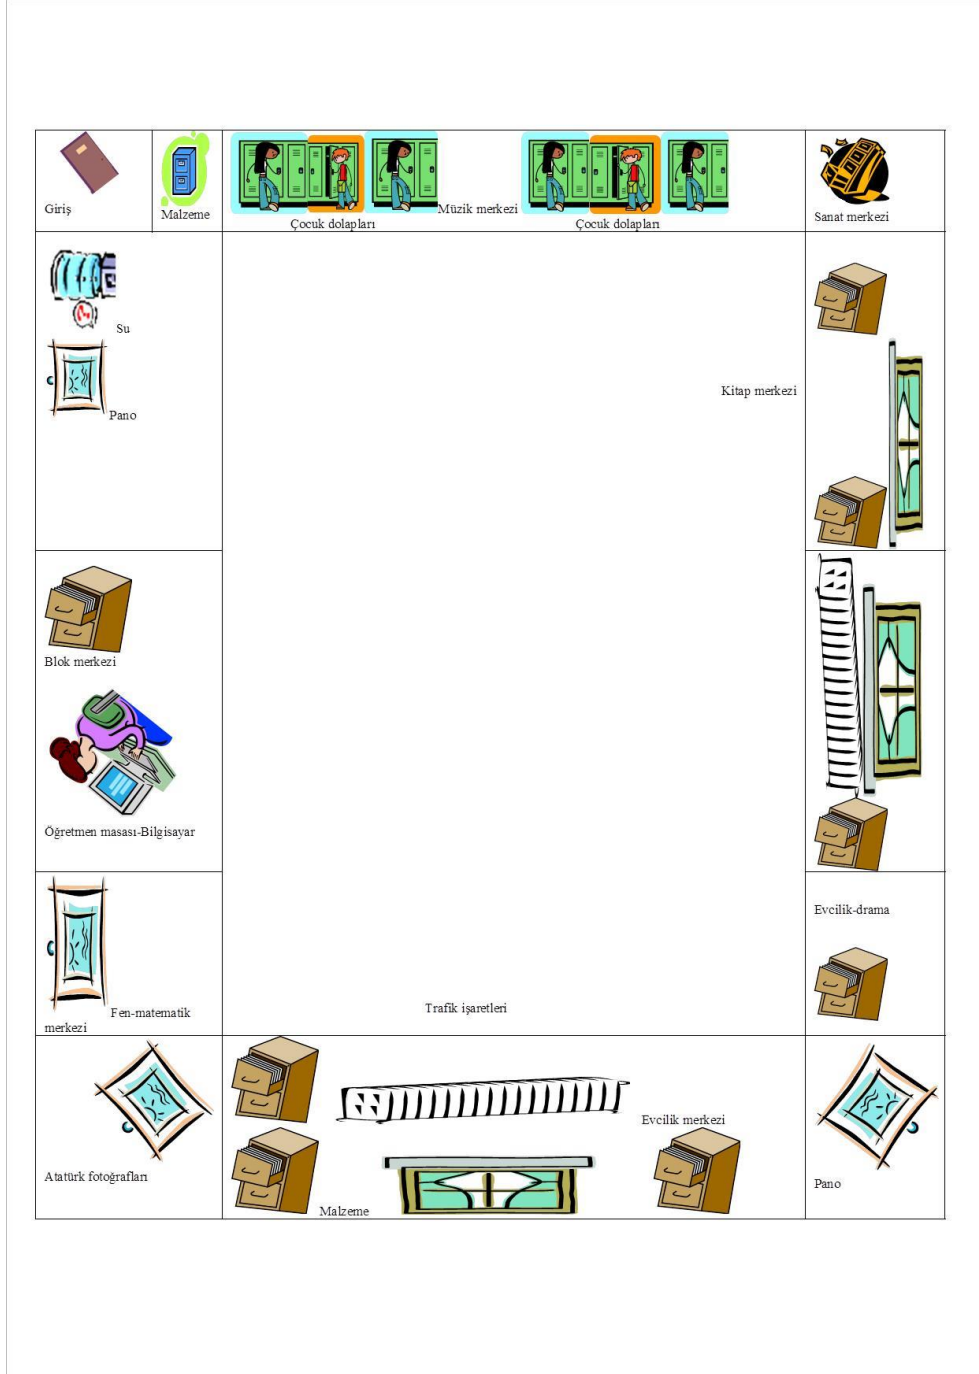 Giriş
Malzeme
Müzik merkezi
Çocuk dolapları
Çocuk dolapları
Sanat merkezi
Su
Pano
Kitap merkezi
Blok merkezi
Öğretmen masası-Bilgisayar
Evcilik-drama
Fen-matematik
merkezi
Trafik işaretleri
Atatürk fotoğrafları
Evcilik merkezi
Malzeme
Pano